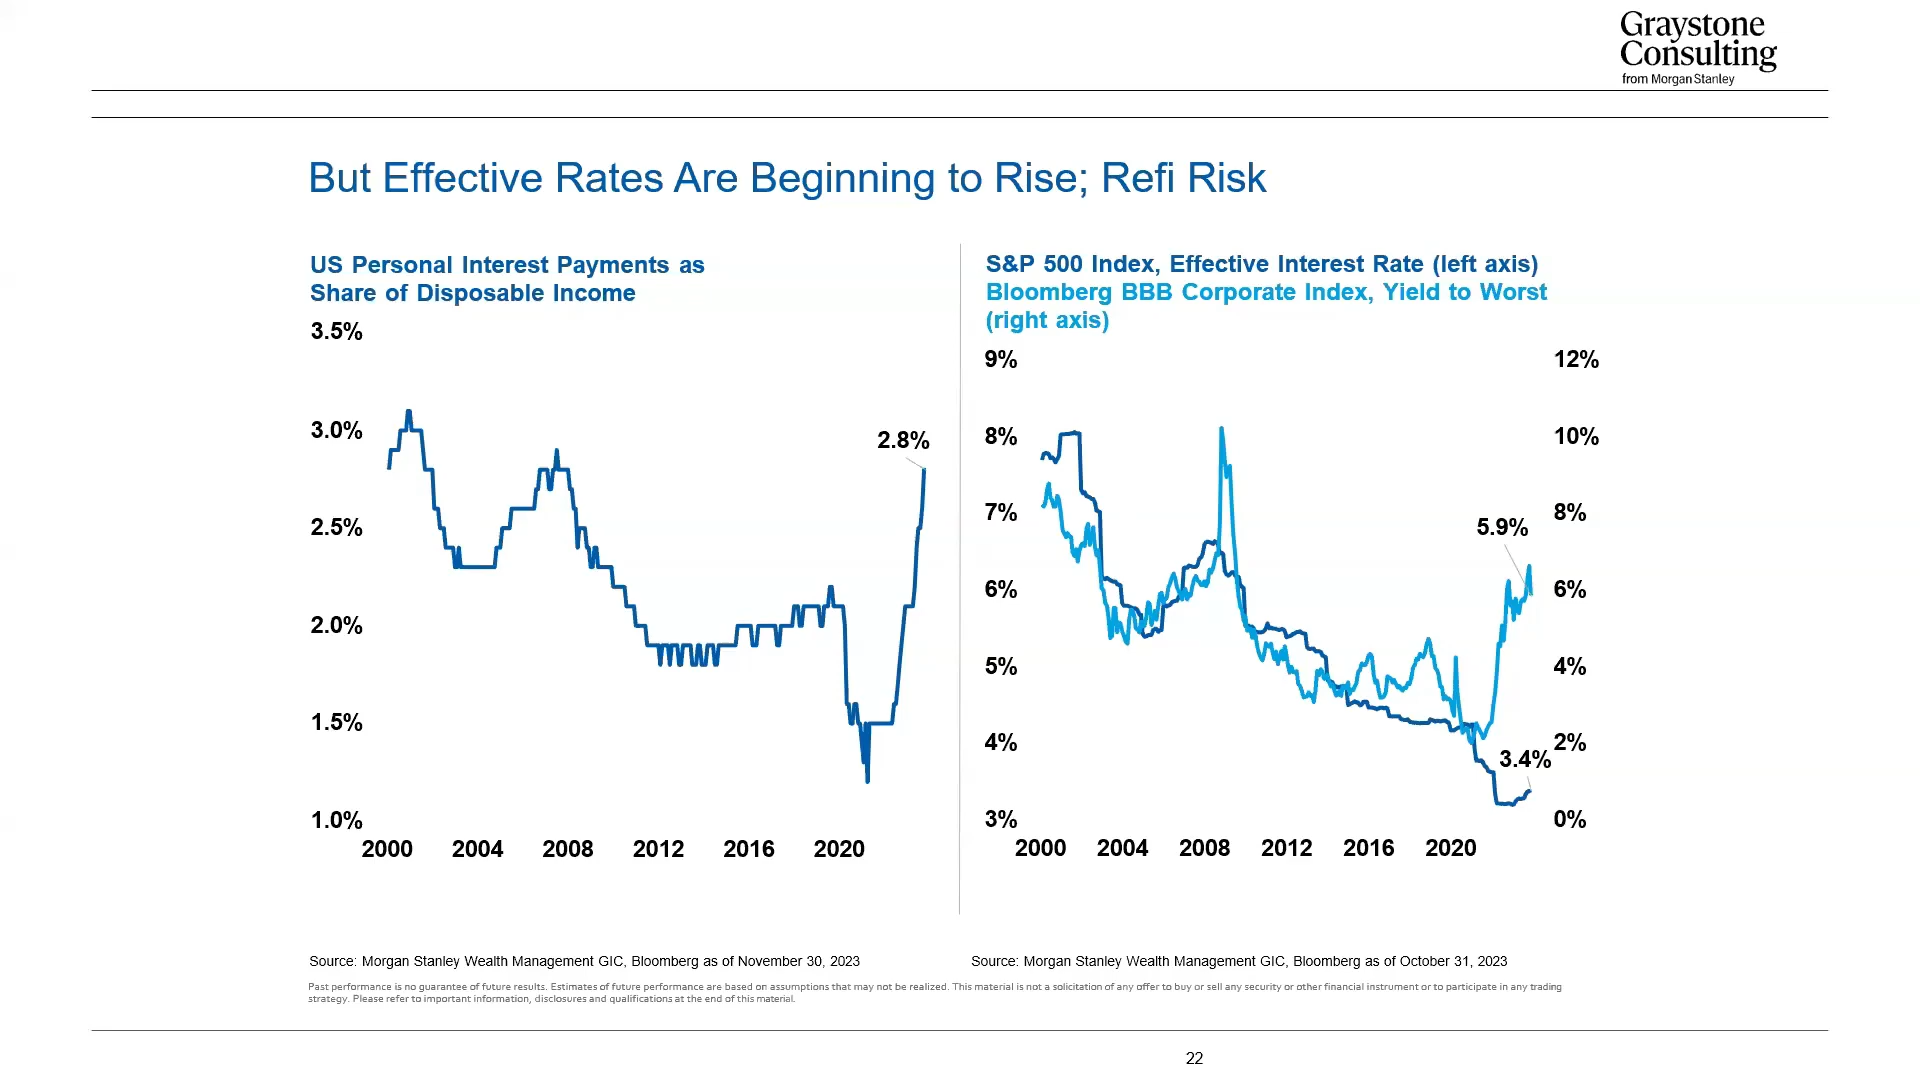 Graystone
Consulting
from Morgan Stanley
But Effective Rates Are Beginning to Rise; Refi Risk
US Personal Interest Payments as
Share of Disposable Income
3.5%
3.0%
2.5%
2.0%
1.5%
1.0%
2.8%
2000 2004 2008 2012 2016 2020
S&P 500 Index, Effective Interest Rate (left axis)
Bloomberg BBB Corporate Index, Yield to Worst
(right axis)
9%
8%
7%
6%
5%
4%
3%
12%
10%
8%
6%
4%
2%
0%
5.9%
3.4%
2000 2004 2008 2012 2016 2020
Source: Morgan Stanley Wealth Management GIC, Bloomberg as of November 30, 2023
Source: Morgan Stanley Wealth Management GIC, Bloomberg as of October 31, 2023
Past performance is no guarantee of future results. Estimates of future performance are based on assumptions that may not be realized. This material is not a solicitation of any offer to buy or sell any security or other financial instrument or to participate in any trading
strategy. Please refer to important information, disclosures and qualifications at the end of this material.
22